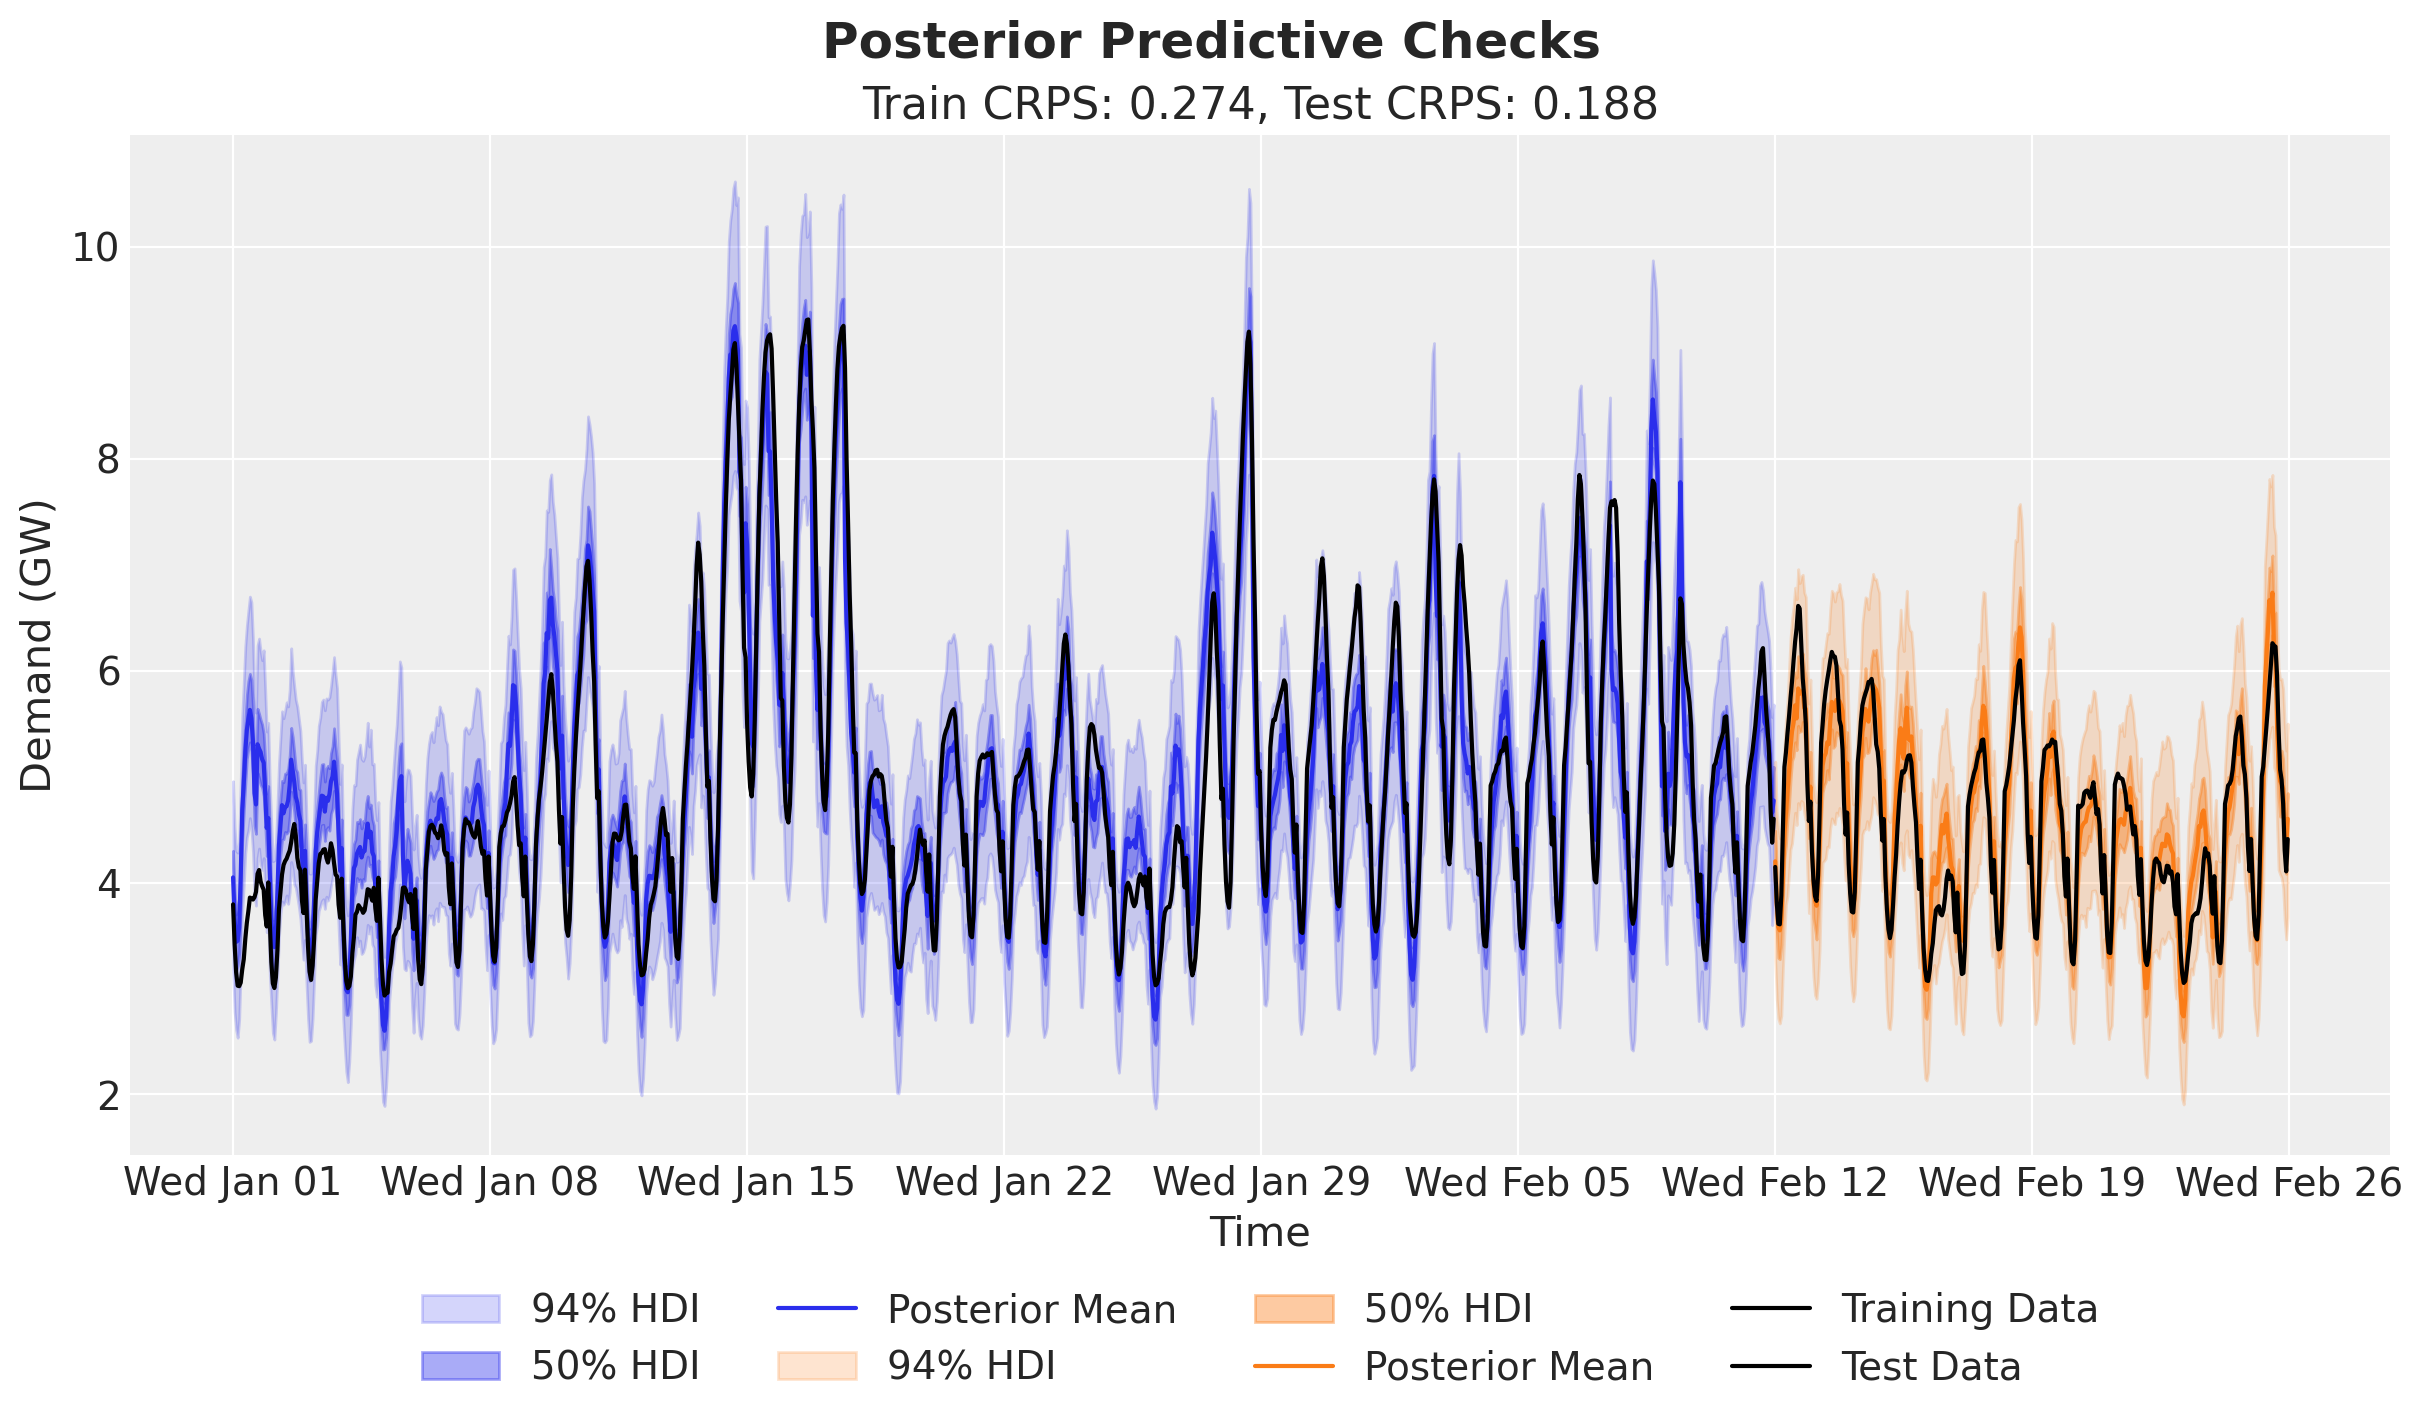 Posterior Predictive Checks
Train CRPS: 0.274, Test CRPS: 0.188
Demand (GW)
10
8
6
4
2
Wed Jan 01 Wed Jan 08 Wed Jan 15 Wed Jan 22 Wed Jan 29 Wed Feb 05 Wed Feb 12 Wed Feb 19 Wed Feb 26
Time
94% HDI Posterior Mean 50% HDI Training Data
50% HDI 94% HDI Posterior Mean Test Data